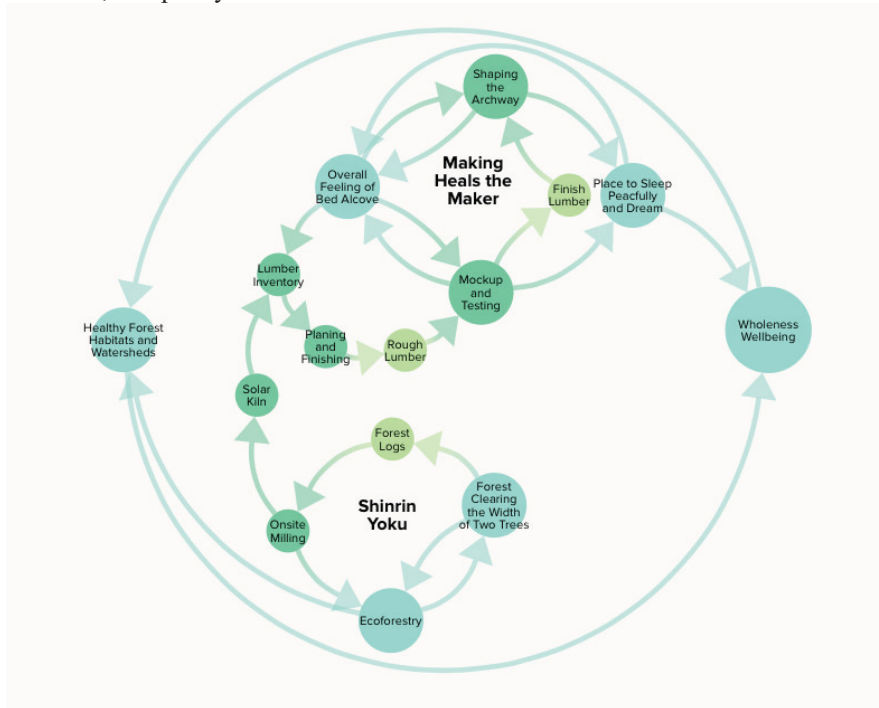 Shaping
the
Archway
Making
Heals the
Maker
Overall
Feeling of
Bed Alcove
Finish
Lumber
Place to Sleep
Peacfully
and Dream
Lumber
Inventory
Mockup
and
Testing
Healthy Forest
Habitats and
Watersheds
Planing
and
Finishing
Rough
Lumber
Wholeness
Wellbeing
Solar
Kiln
Forest
Logs
Shinrin
Yoku
Forest
Clearing
the Width
of Two Trees
Onsite
Milling
Ecoforestry